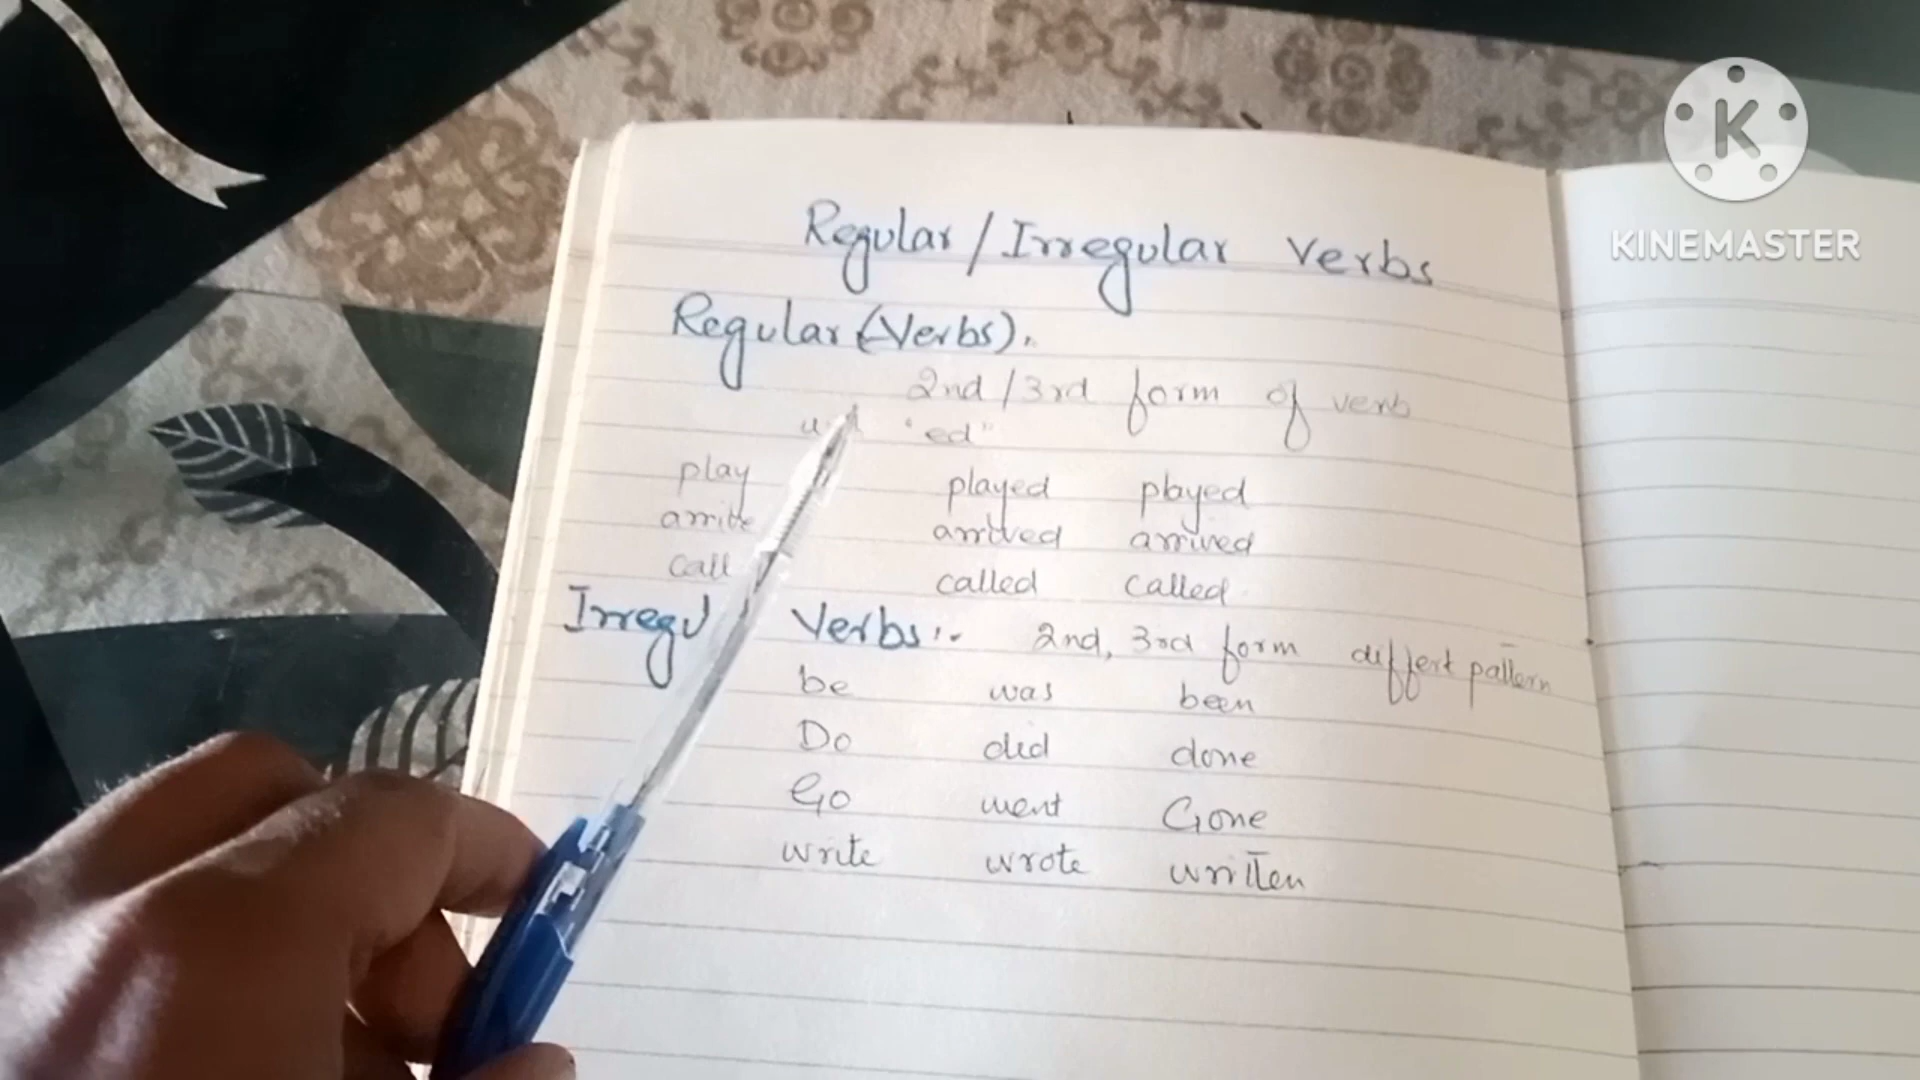 Regular / Irregular Verbs
KINEMASTER
Regular (Verbs).
2nd / 3rd form of verb
"ed"
play played played
arrive arrived arrived
call called called
Verbs :- 2nd, 3rd form differt pattern
be was been
Do did done
Go went Gone
write wrote written